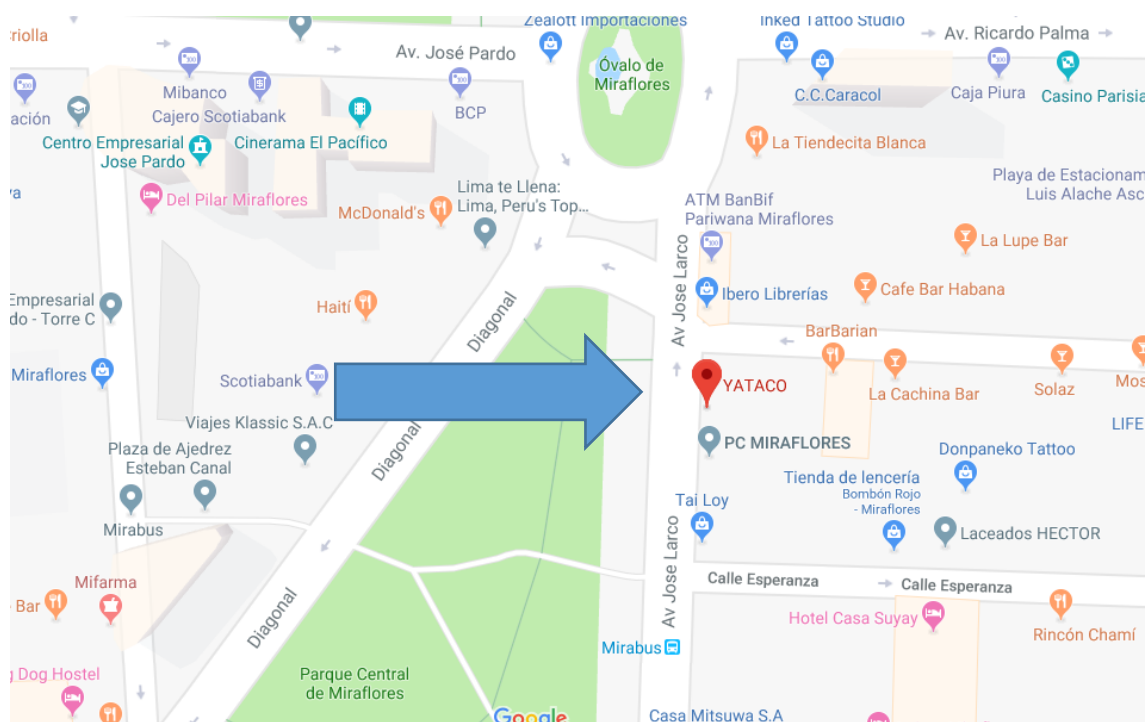 Zealott Importaciones
Inked Tattoo Studio
riolla
Av. José Pardo
Av. Ricardo Palma
Óvalo de
Miraflores
Mibanco
C.C.Caracol
Caja Piura
Casino Parisia
ación
Cajero Scotiabank
BCP
Centro Empresarial
Jose Pardo
Cinerama El Pacífico
La Tiendecita Blanca
Playa de Estacionam
Luis Alache Asc
va
Del Pilar Miraflores
Lima te Llena:
Lima, Peru's Top...
McDonald's
ATM BanBif
Pariwana Miraflores
La Lupe Bar
Empresarial
do - Torre C
Haití
Diagonal
Av Jose Larco
Ibero Librerías
Cafe Bar Habana
BarBarian
Miraflores
Scotiabank
YATACO
La Cachina Bar
Solaz
Mos
Viajes Klassic S.A.C
LIFE
Plaza de Ajedrez
Esteban Canal
Diagonal
PC MIRAFLORES
Donpaneko Tattoo
Tienda de lencería
Bombón Rojo
- Miraflores
Mirabus
Tai Loy
Laceados HECTOR
Av Jose Larco
Mifarma
Calle Esperanza
Calle Esperanza
Bar
Diagonal
Hotel Casa Suyay
Rincón Chamí
Mirabus
g Dog Hostel
Parque Central
de Miraflores
Google
Casa Mitsuwa S.A